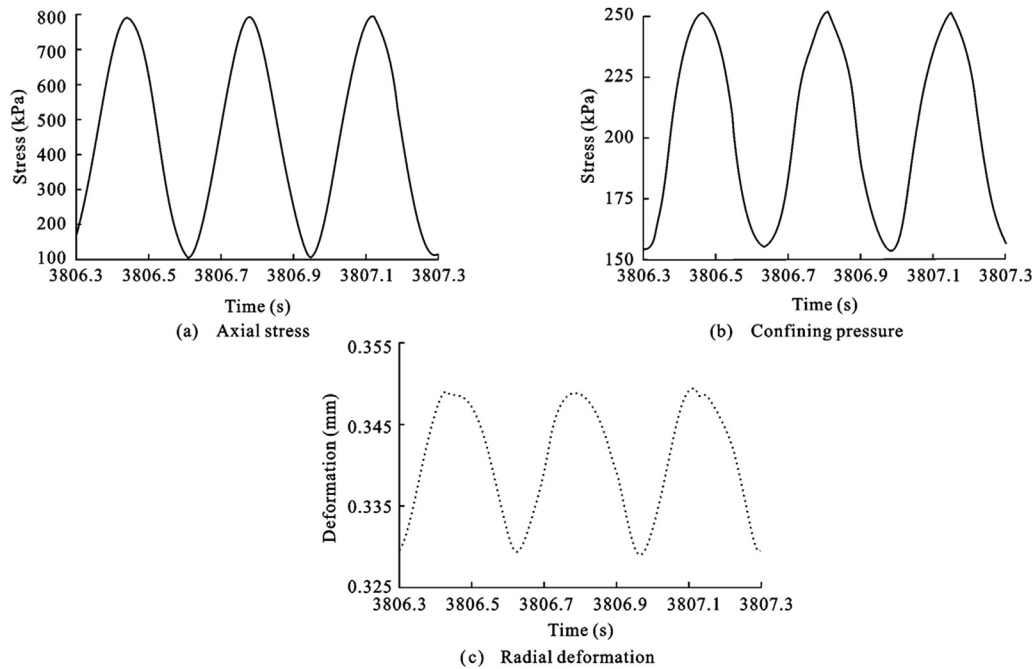 800
700
600
500
400
300
200
100
Stress (kPa)
3806.3 3806.5 3806.7 3806.9 3807.1 3807.3
Time (s)
(a) Axial stress
250
225
200
175
150
Stress (kPa)
3806.3 3806.5 3806.7 3806.9 3807.1 3807.3
Time (s)
(b) Confining pressure
0.355
0.345
0.335
0.325
Deformation (mm)
3806.3 3806.5 3806.7 3806.9 3807.1 3807.3
Time (s)
(c) Radial deformation